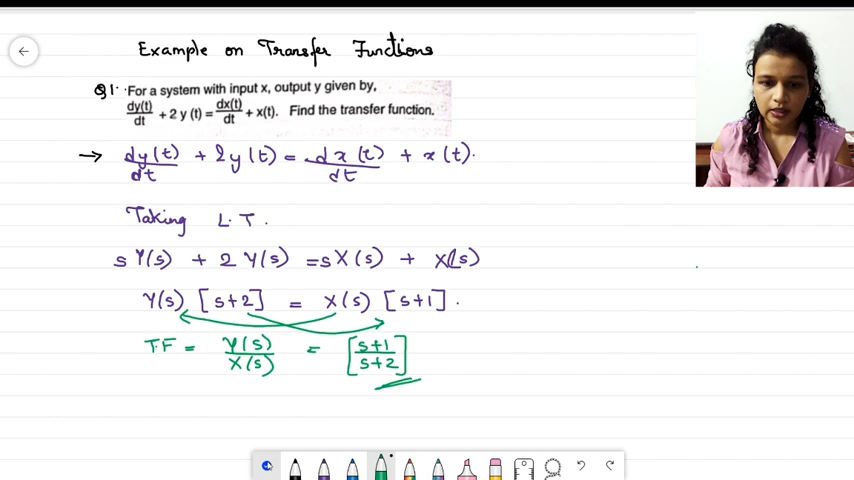 Example on Transfer Functions
Q1. For a system with input x, output y given by,
dy(t)/dt + 2 y (t) = dx(t)/dt + x(t). Find the transfer function.
→ dy(t)/dt + 2y(t) = dx(t)/dt + x(t).
Taking L.T.
sY(s) + 2Y(s) = sX(s) + X(s)
Y(s) [s+2] = X(s) [s+1].
T.F = Y(s)/X(s) = [s+1/s+2]